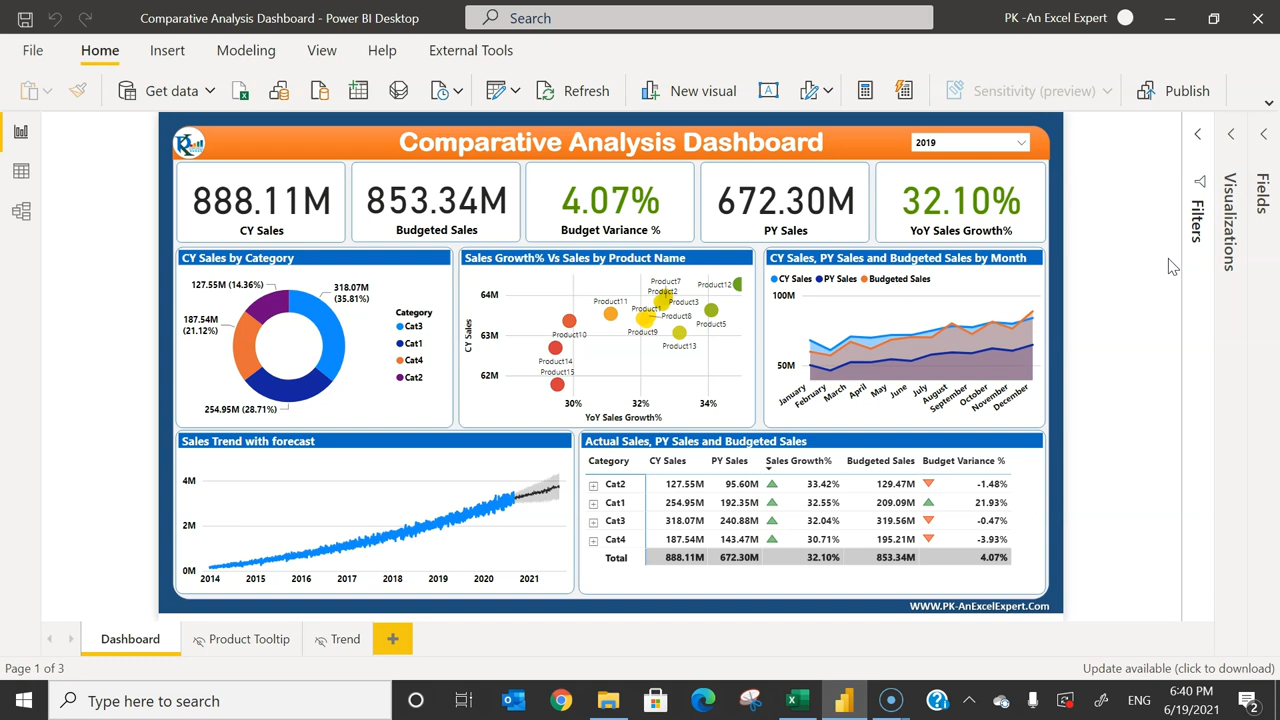 Comparative Analysis Dashboard - Power BI Desktop
Search
PK -An Excel Expert
File Home Insert Modeling View Help External Tools
Get data Refresh New visual Sensitivity (preview) Publish
Comparative Analysis Dashboard
2019
888.11M
CY Sales
853.34M
Budgeted Sales
4.07%
Budget Variance %
672.30M
PY Sales
32.10%
YoY Sales Growth%
Filters
Visualizations
Fields
CY Sales by Category
127.55M (14.36%)
318.07M
(35.81%)
187.54M
(21.12%)
254.95M (28.71%)
Category
Cat3
Cat1
Cat4
Cat2
Sales Growth% Vs Sales by Product Name
CY Sales
64M
63M
62M
Product7
Product2
Product12
Product11
Product3
Product1
Product8
Product5
Product10
Product9
Product13
Product14
Product15
30% 32% 34%
YoY Sales Growth%
CY Sales, PY Sales and Budgeted Sales by Month
CY Sales PY Sales Budgeted Sales
100M
50M
January February March April May June July August September October November December
Sales Trend with forecast
4M
2M
0M
2014 2015 2016 2017 2018 2019 2020 2021
Actual Sales, PY Sales and Budgeted Sales
Category CY Sales PY Sales Sales Growth% Budgeted Sales Budget Variance %
Cat2 127.55M 95.60M 33.42% 129.47M -1.48%
Cat1 254.95M 192.35M 32.55% 209.09M 21.93%
Cat3 318.07M 240.88M 32.04% 319.56M -0.47%
Cat4 187.54M 143.47M 30.71% 195.21M -3.93%
Total 888.11M 672.30M 32.10% 853.34M 4.07%
WWW.PK-AnExcelExpert.Com
Dashboard Product Tooltip Trend
Page 1 of 3
Update available (click to download)
Type here to search
ENG
6:40 PM
6/19/2021
2